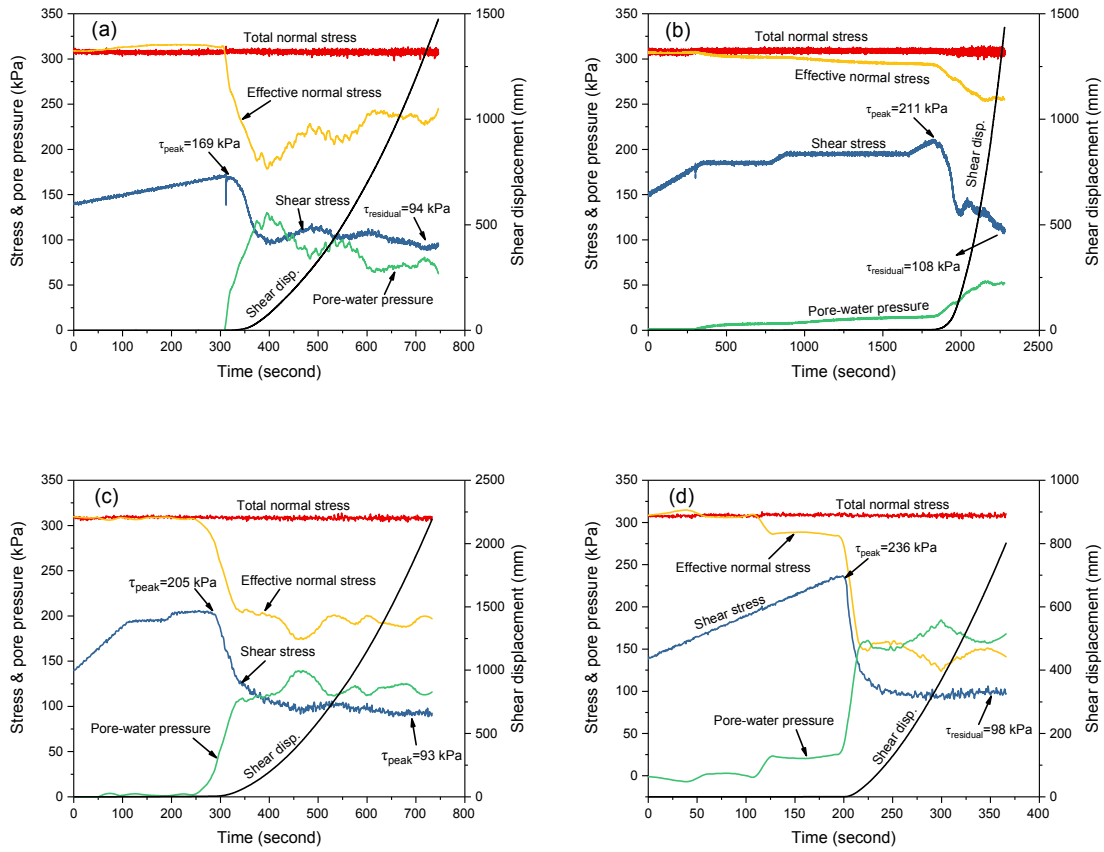 (a)
Total normal stress
Effective normal stress
τpeak=169 kPa
Shear stress
τresidual=94 kPa
Shear disp.
Pore-water pressure
Stress & pore pressure (kPa)
350
300
250
200
150
100
50
0
Shear displacement (mm)
1500
1000
500
0
0 100 200 300 400 500 600 700 800
Time (second)
(b)
Total normal stress
Effective normal stress
τpeak=211 kPa
Shear stress
Shear disp.
τresidual=108 kPa
Pore-water pressure
Stress & pore pressure (kPa)
350
300
250
200
150
100
50
0
Shear displacement (mm)
1500
1000
500
0
0 500 1000 1500 2000 2500
Time (second)
(c)
Total normal stress
τpeak=205 kPa
Effective normal stress
Shear stress
Pore-water pressure
Shear disp.
τpeak=93 kPa
Stress & pore pressure (kPa)
350
300
250
200
150
100
50
0
Shear displacement (mm)
2500
2000
1500
1000
500
0
0 100 200 300 400 500 600 700 800
Time (second)
(d)
Total normal stress
Effective normal stress
τpeak=236 kPa
Shear stress
Pore-water pressure
Shear disp.
τresidual=98 kPa
Stress & pore pressure (kPa)
350
300
250
200
150
100
50
0
Shear displacement (mm)
1000
900
800
700
600
500
400
300
200
100
0
0 50 100 150 200 250 300 350 400
Time (second)